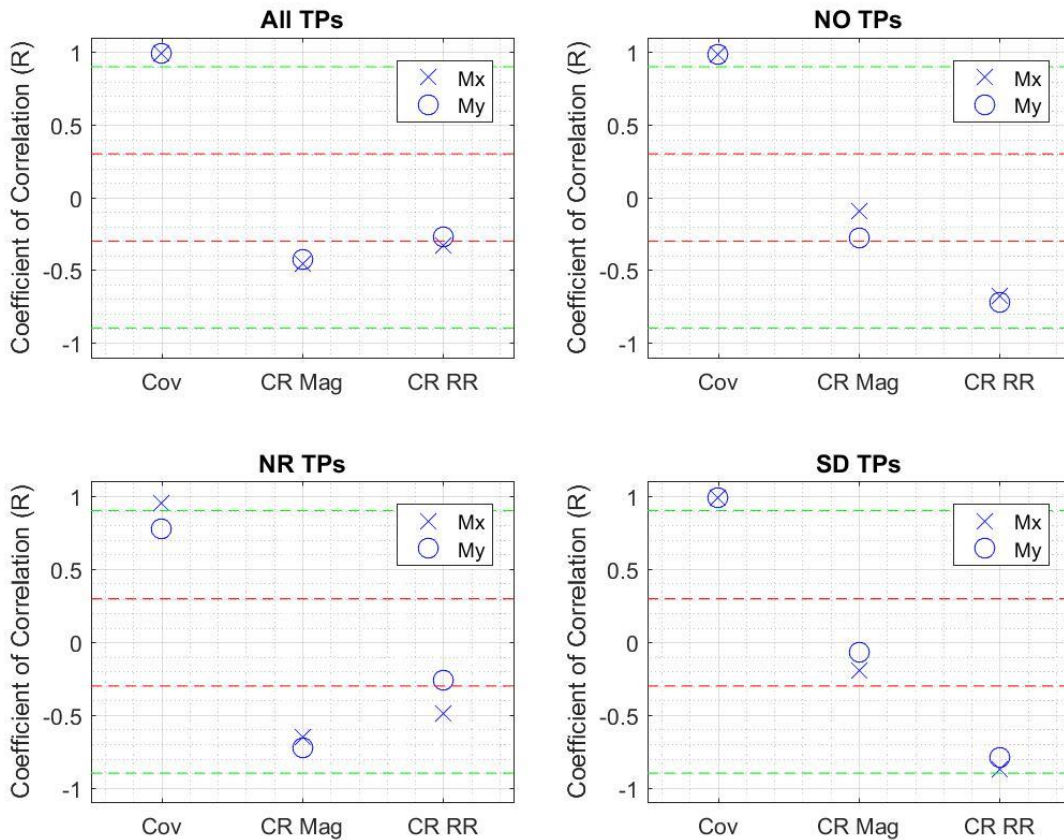 All TPs
Coefficient of Correlation (R)
1
0.5
0
-0.5
-1
Mx
My
Cov
CR Mag
CR RR
NO TPs
Coefficient of Correlation (R)
1
0.5
0
-0.5
-1
Mx
My
Cov
CR Mag
CR RR
NR TPs
Coefficient of Correlation (R)
1
0.5
0
-0.5
-1
Mx
My
Cov
CR Mag
CR RR
SD TPs
Coefficient of Correlation (R)
1
0.5
0
-0.5
-1
Mx
My
Cov
CR Mag
CR RR